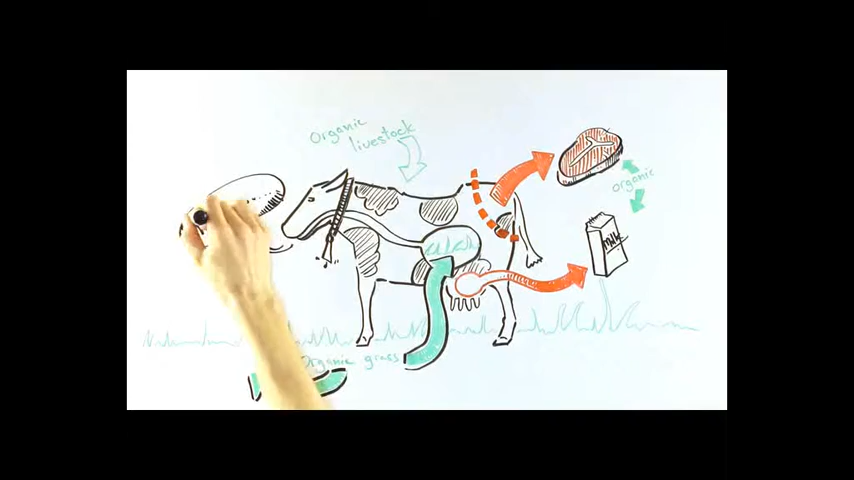 Organic
livestock
organic
Milk
Organic grass